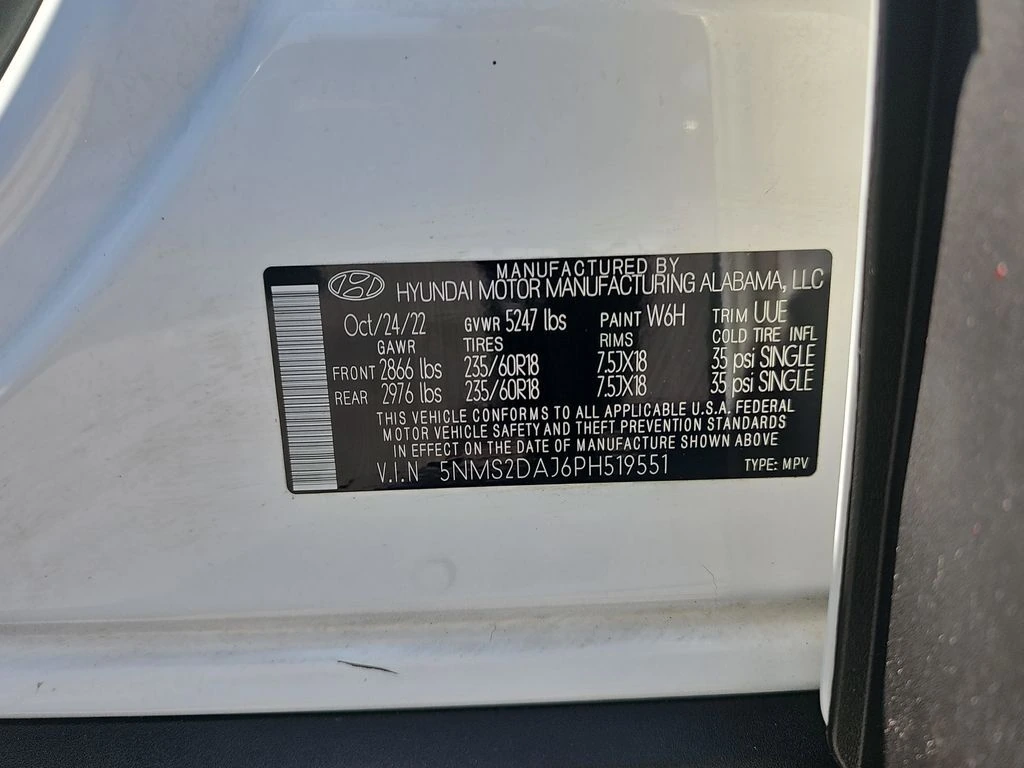 MANUFACTURED BY
HYUNDAI MOTOR MANUFACTURING ALABAMA, LLC
Oct/24/22 GVWR 5247 lbs PAINT W6H TRIM UUE
GAWR TIRES RIMS COLD TIRE INFL
FRONT 2866 lbs 235/60R18 7.5JX18 35 psi SINGLE
REAR 2976 lbs 235/60R18 7.5JX18 35 psi SINGLE
THIS VEHICLE CONFORMS TO ALL APPLICABLE U.S.A. FEDERAL
MOTOR VEHICLE SAFETY AND THEFT PREVENTION STANDARDS
IN EFFECT ON THE DATE OF MANUFACTURE SHOWN ABOVE
V.I.N 5NMS2DAJ6PH519551 TYPE: MPV